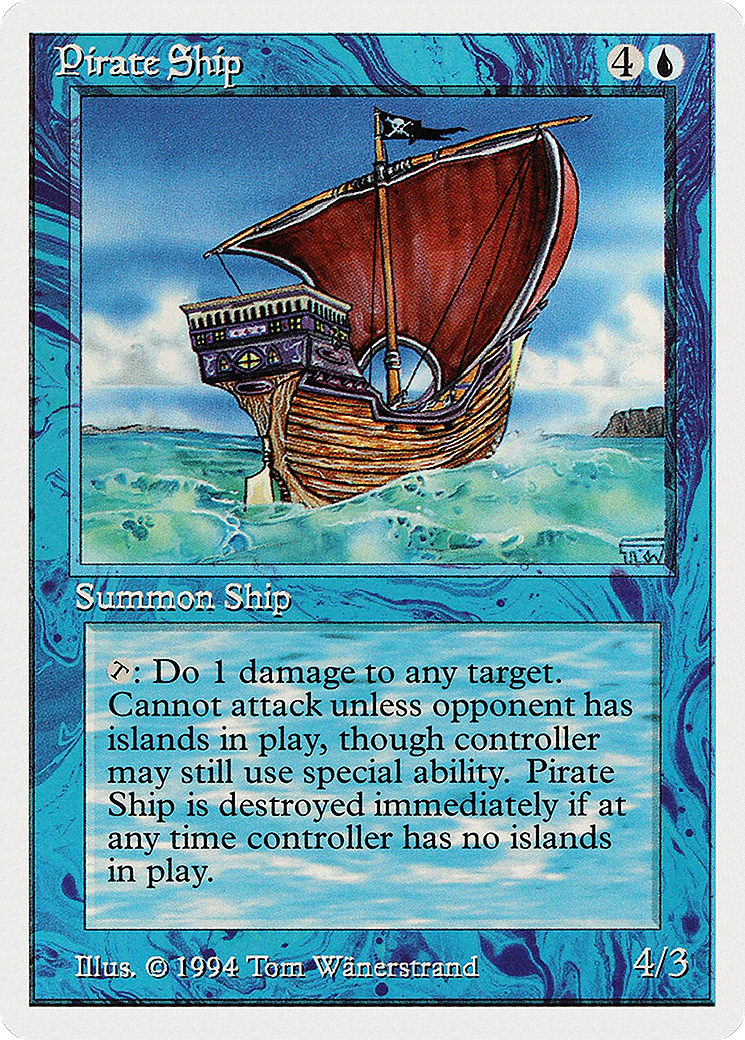 Pirate Ship 4
Summon Ship
T: Do 1 damage to any target.
Cannot attack unless opponent has
islands in play, though controller
may still use special ability. Pirate
Ship is destroyed immediately if at
any time controller has no islands
in play.
Illus. © 1994 Tom Wänerstrand 4/3